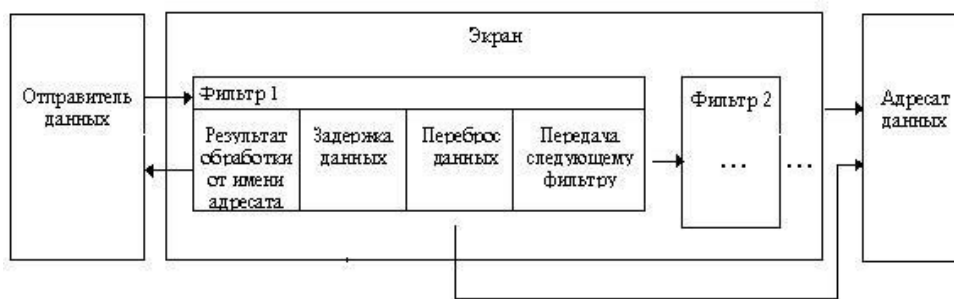 Экран
Отправитель
данных
Фильтр 1
Результат
обработки
от имени
адресата
Задержка
данных
Переброс
данных
Передача
следующему
фильтру
Фильтр 2
...
...
Адресат
данных